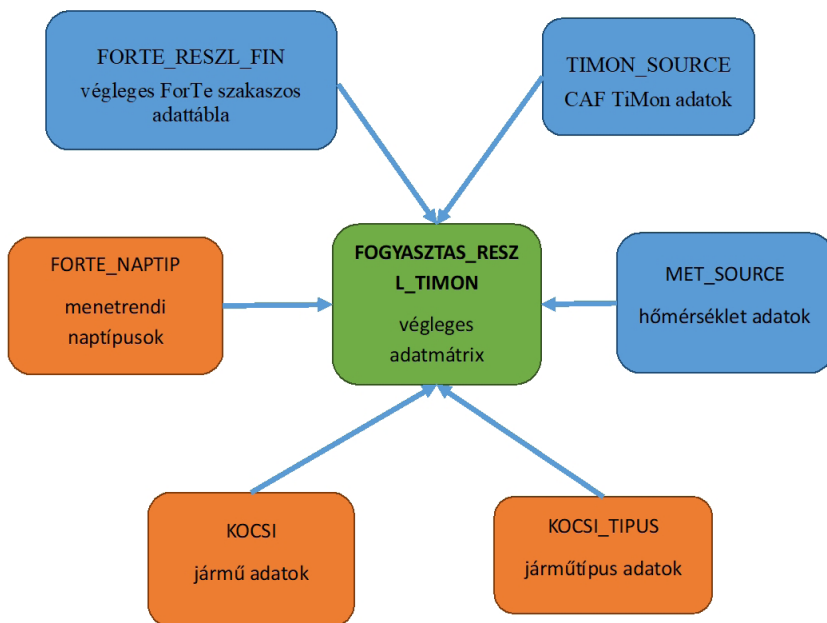 FORTE_RESZL_FIN
végleges ForTe szakaszos
adattábla
TIMON_SOURCE
CAF TiMon adatok
FORTE_NAPTIP
menetrendi
naptípusok
FOGYASZTAS_RESZ
L_TIMON
végleges
adatmátrix
MET_SOURCE
hőmérséklet adatok
KOCSI
jármű adatok
KOCSI_TIPUS
járműtípus adatok